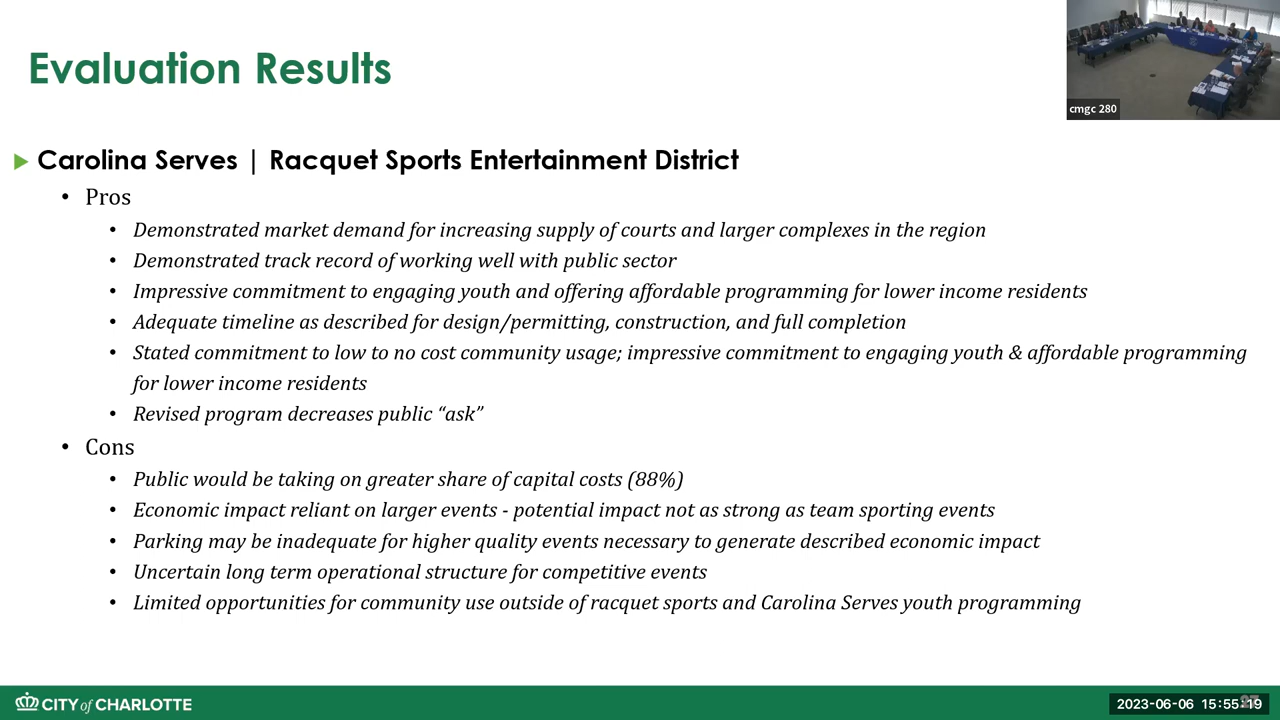 Evaluation Results
cmgc 280
Carolina Serves | Racquet Sports Entertainment District
• Pros
• Demonstrated market demand for increasing supply of courts and larger complexes in the region
• Demonstrated track record of working well with public sector
• Impressive commitment to engaging youth and offering affordable programming for lower income residents
• Adequate timeline as described for design/permitting, construction, and full completion
• Stated commitment to low to no cost community usage; impressive commitment to engaging youth & affordable programming
for lower income residents
• Revised program decreases public “ask”
• Cons
• Public would be taking on greater share of capital costs (88%)
• Economic impact reliant on larger events - potential impact not as strong as team sporting events
• Parking may be inadequate for higher quality events necessary to generate described economic impact
• Uncertain long term operational structure for competitive events
• Limited opportunities for community use outside of racquet sports and Carolina Serves youth programming
CITY of CHARLOTTE
2023-06-06 15:55:19